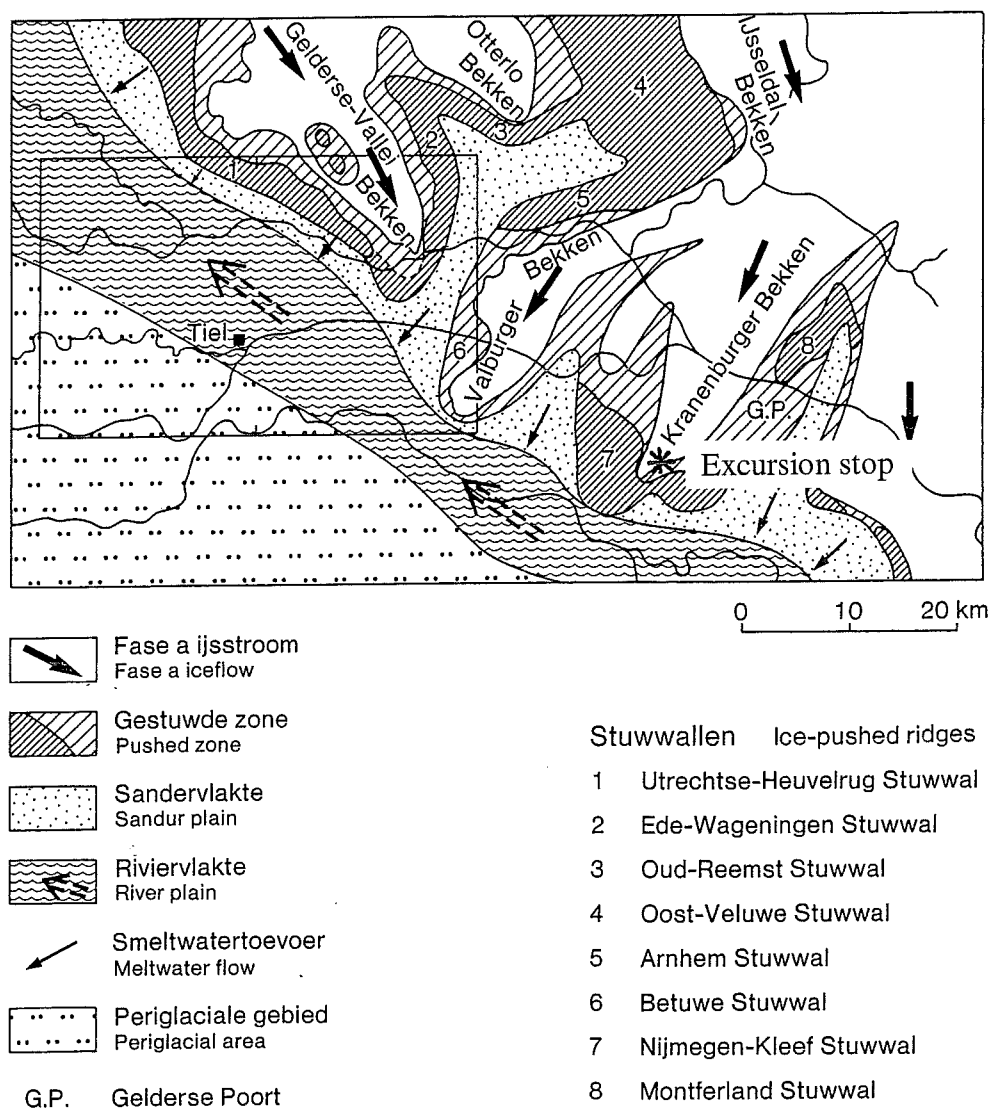 Gelderse-Vallei
Bekken
Otterlo
Bekken
IJsseldal-
Bekken
4
3
2
1
5
Bekken
Valburger
6
Tiel
Kranenburger Bekken
8
G.P.
7
Excursion stop
0 10 20 km
Fase a ijsstroom
Fase a iceflow
Gestuwde zone
Pushed zone
Sandervlakte
Sandur plain
Riviervlakte
River plain
Smeltwatertoevoer
Meltwater flow
Periglaciale gebied
Periglacial area
G.P. Gelderse Poort
Stuwwallen Ice-pushed ridges
1 Utrechtse-Heuvelrug Stuwwal
2 Ede-Wageningen Stuwwal
3 Oud-Reemst Stuwwal
4 Oost-Veluwe Stuwwal
5 Arnhem Stuwwal
6 Betuwe Stuwwal
7 Nijmegen-Kleef Stuwwal
8 Montferland Stuwwal